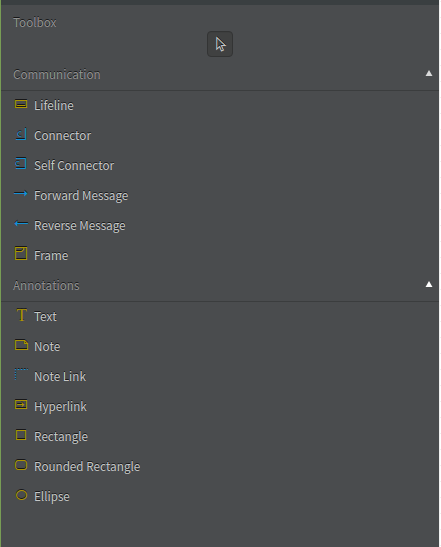 Toolbox
Communication
Lifeline
Connector
Self Connector
Forward Message
Reverse Message
Frame
Annotations
Text
Note
Note Link
Hyperlink
Rectangle
Rounded Rectangle
Ellipse